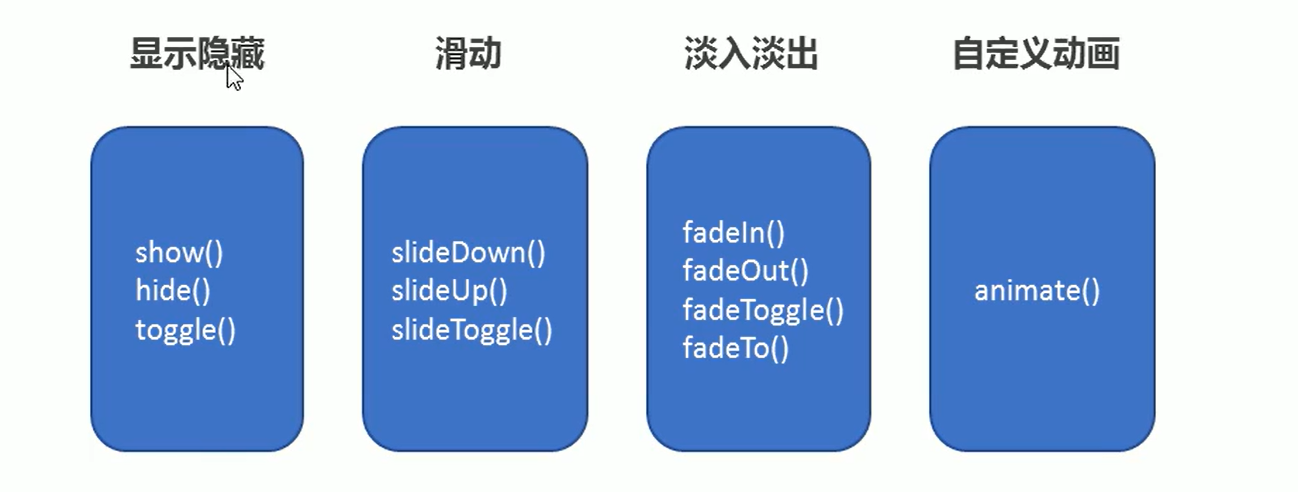 显示隐藏
滑动
淡入淡出
自定义动画
show()
hide()
toggle()
slideDown()
slideUp()
slideToggle()
fadeIn()
fadeOut()
fadeToggle()
fadeTo()
animate()